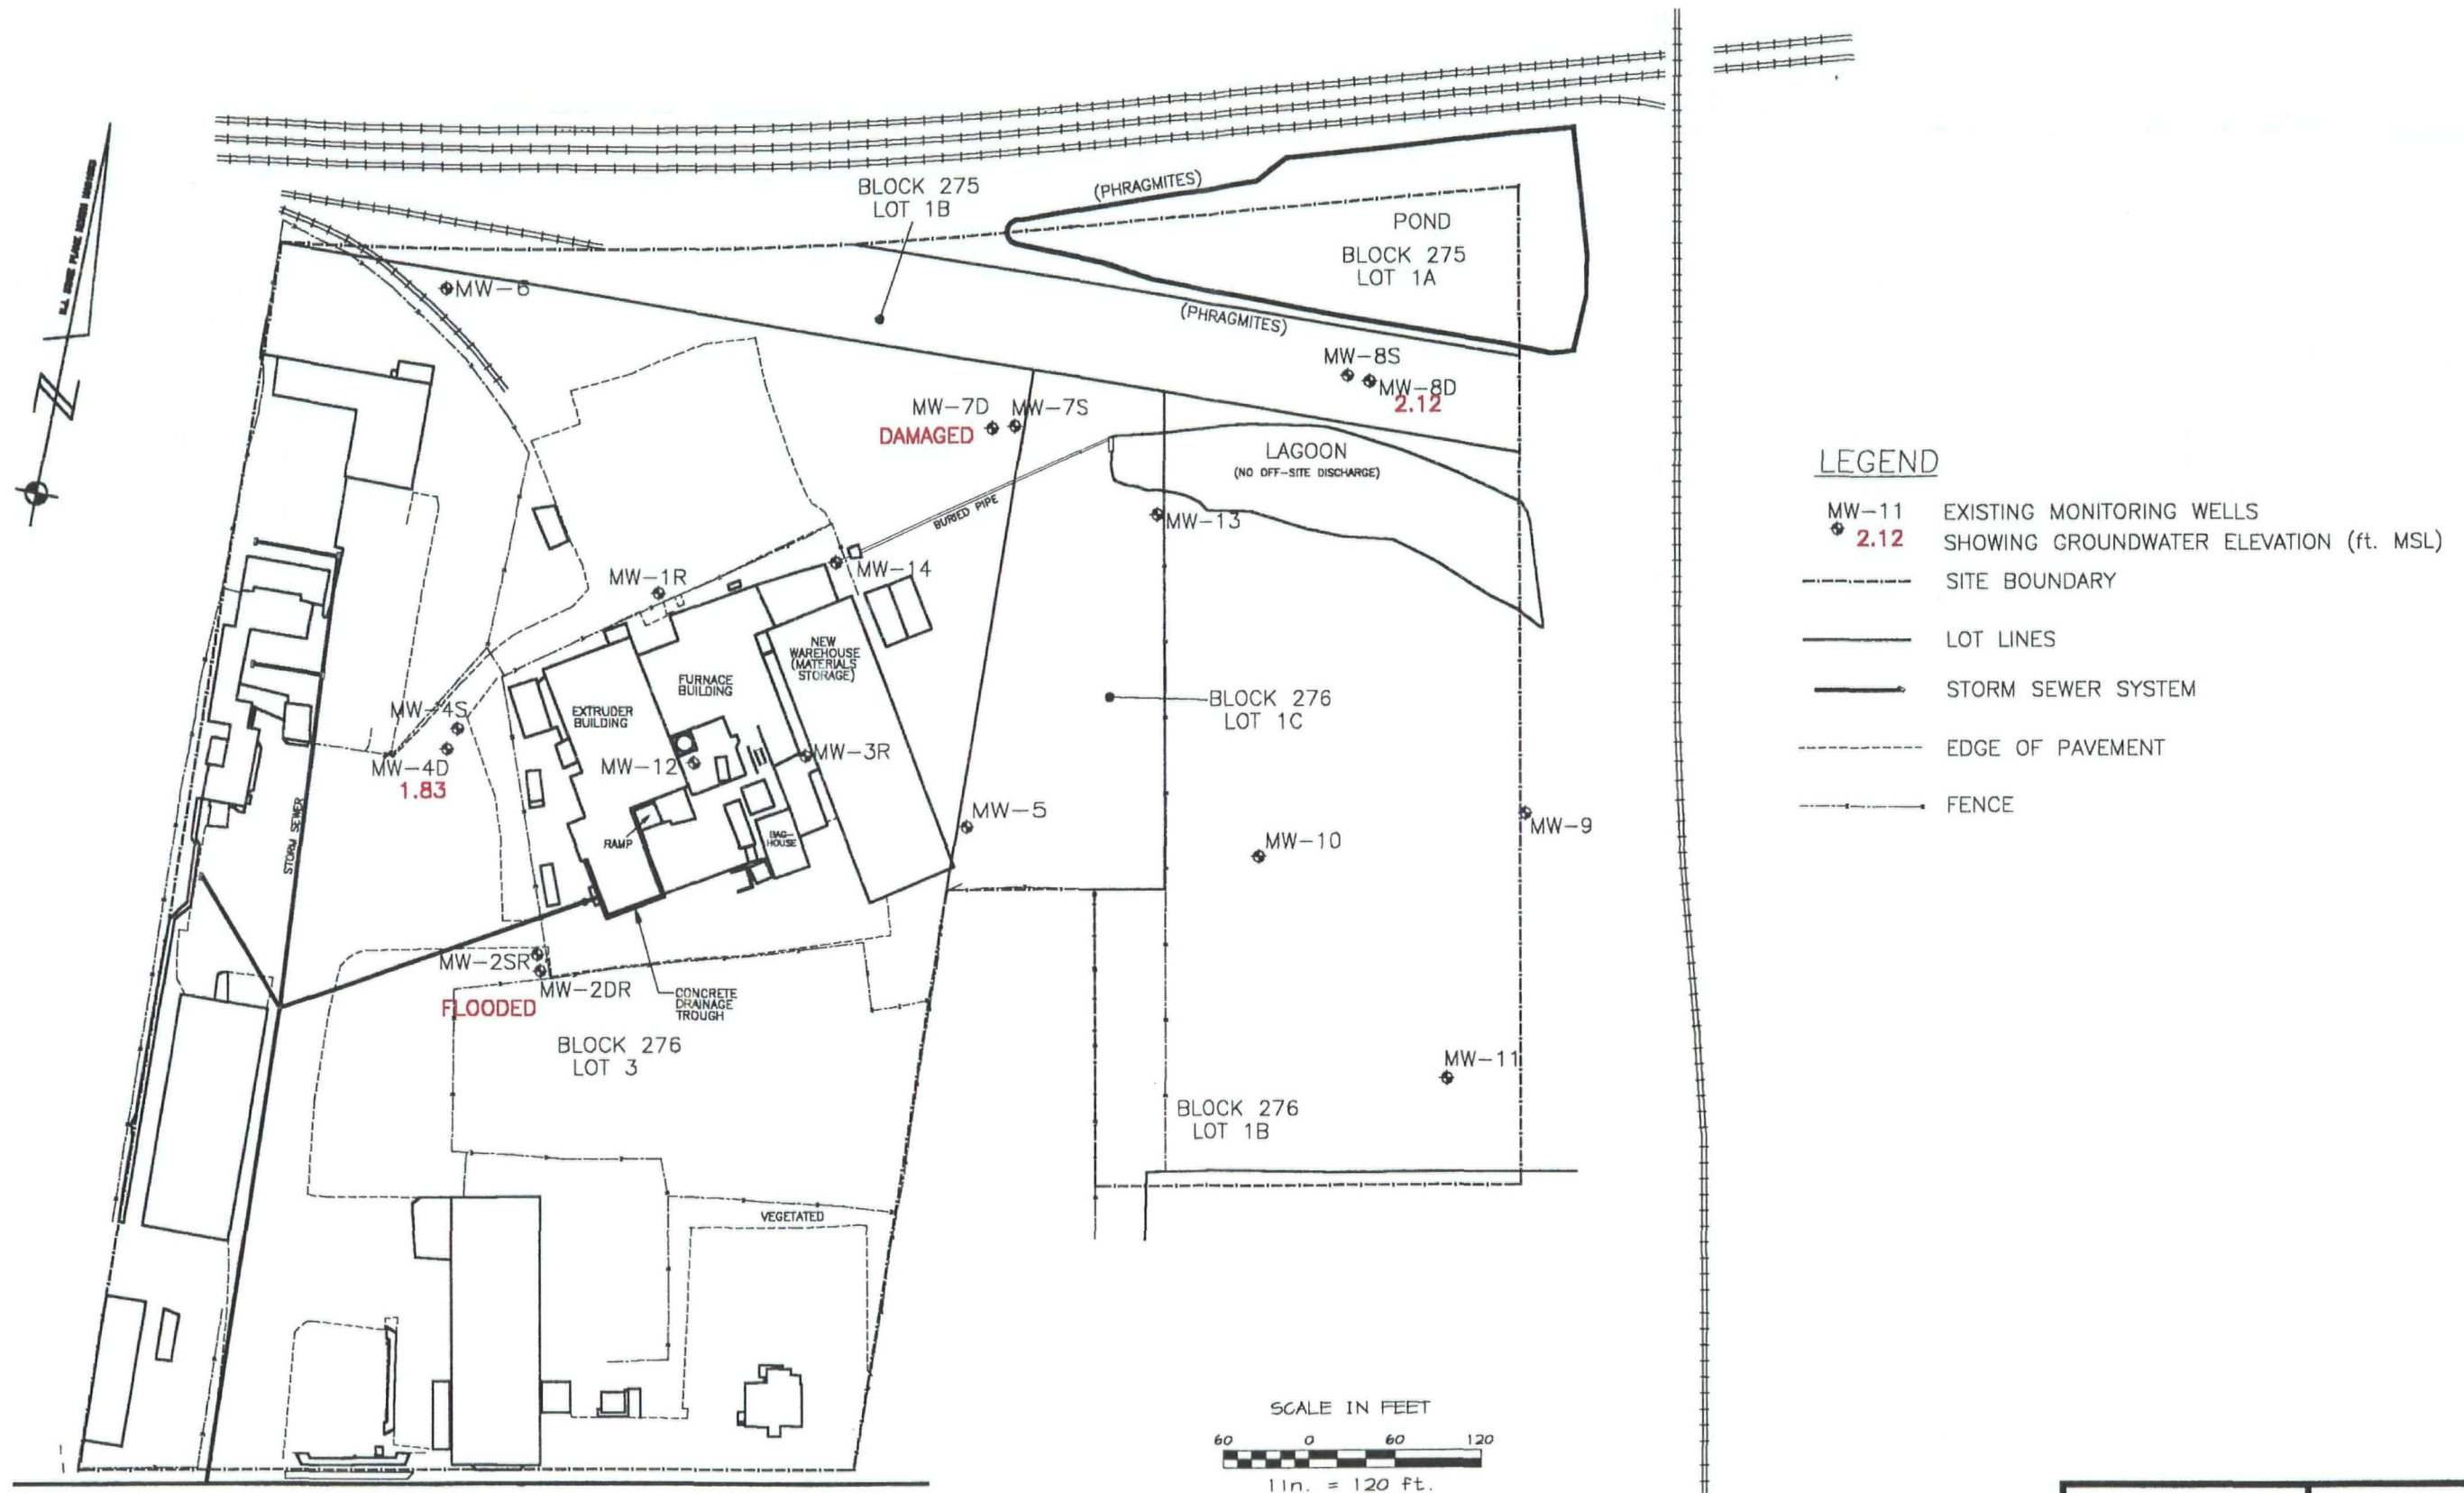 BLOCK 275
LOT 1B
(PHRAGMITES)
POND
BLOCK 275
LOT 1A
(PHRAGMITES)
MW-6
MW-8S
MW-8D
2.12
MW-7D
MW-7S
DAMAGED
LAGOON
(NO OFF-SITE DISCHARGE)
BURIED PIPE
MW-13
MW-14
MW-1R
NEW
WAREHOUSE
(MATERIALS
STORAGE)
FURNACE
BUILDING
EXTRUDER
BUILDING
MW-4S
MW-4D
1.83
MW-12
MW-3R
BLOCK 276
LOT 1C
MW-5
MW-10
MW-9
RAMP
BAG-
HOUSE
STORM SEWER
MW-2SR
MW-2DR
FLOODED
CONCRETE
DRAINAGE
TROUGH
BLOCK 276
LOT 3
MW-11
BLOCK 276
LOT 1B
VEGETATED
LEGEND
MW-11 EXISTING MONITORING WELLS
2.12 SHOWING GROUNDWATER ELEVATION (ft. MSL)
SITE BOUNDARY
LOT LINES
STORM SEWER SYSTEM
EDGE OF PAVEMENT
FENCE
SCALE IN FEET
60 0 60 120
1in. = 120 ft.
N